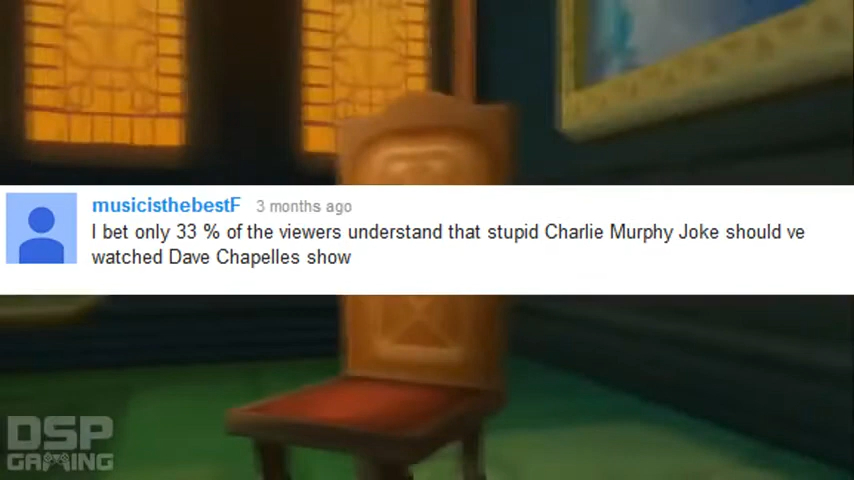 musicisthebestF 3 months ago
I bet only 33 % of the viewers understand that stupid Charlie Murphy Joke should ve
watched Dave Chapelles show
DSP
GAMING